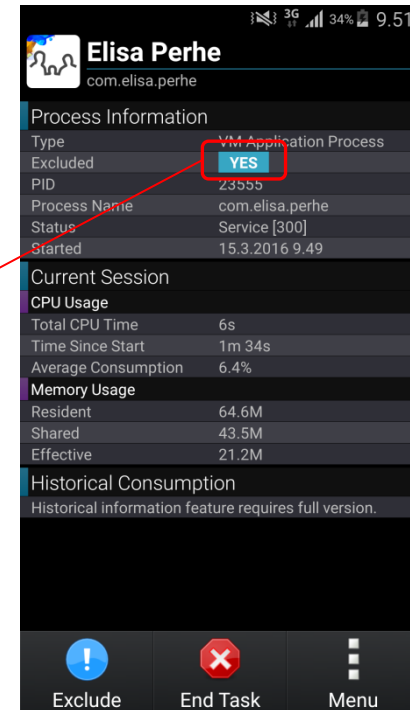 3G 34% 9.51
Elisa Perhe
com.elisa.perhe
Process Information
Type VM Application Process
Excluded YES
PID 23555
Process Name com.elisa.perhe
Status Service [300]
Started 15.3.2016 9.49
Current Session
CPU Usage
Total CPU Time 6s
Time Since Start 1m 34s
Average Consumption 6.4%
Memory Usage
Resident 64.6M
Shared 43.5M
Effective 21.2M
Historical Consumption
Historical information feature requires full version.
Exclude End Task Menu